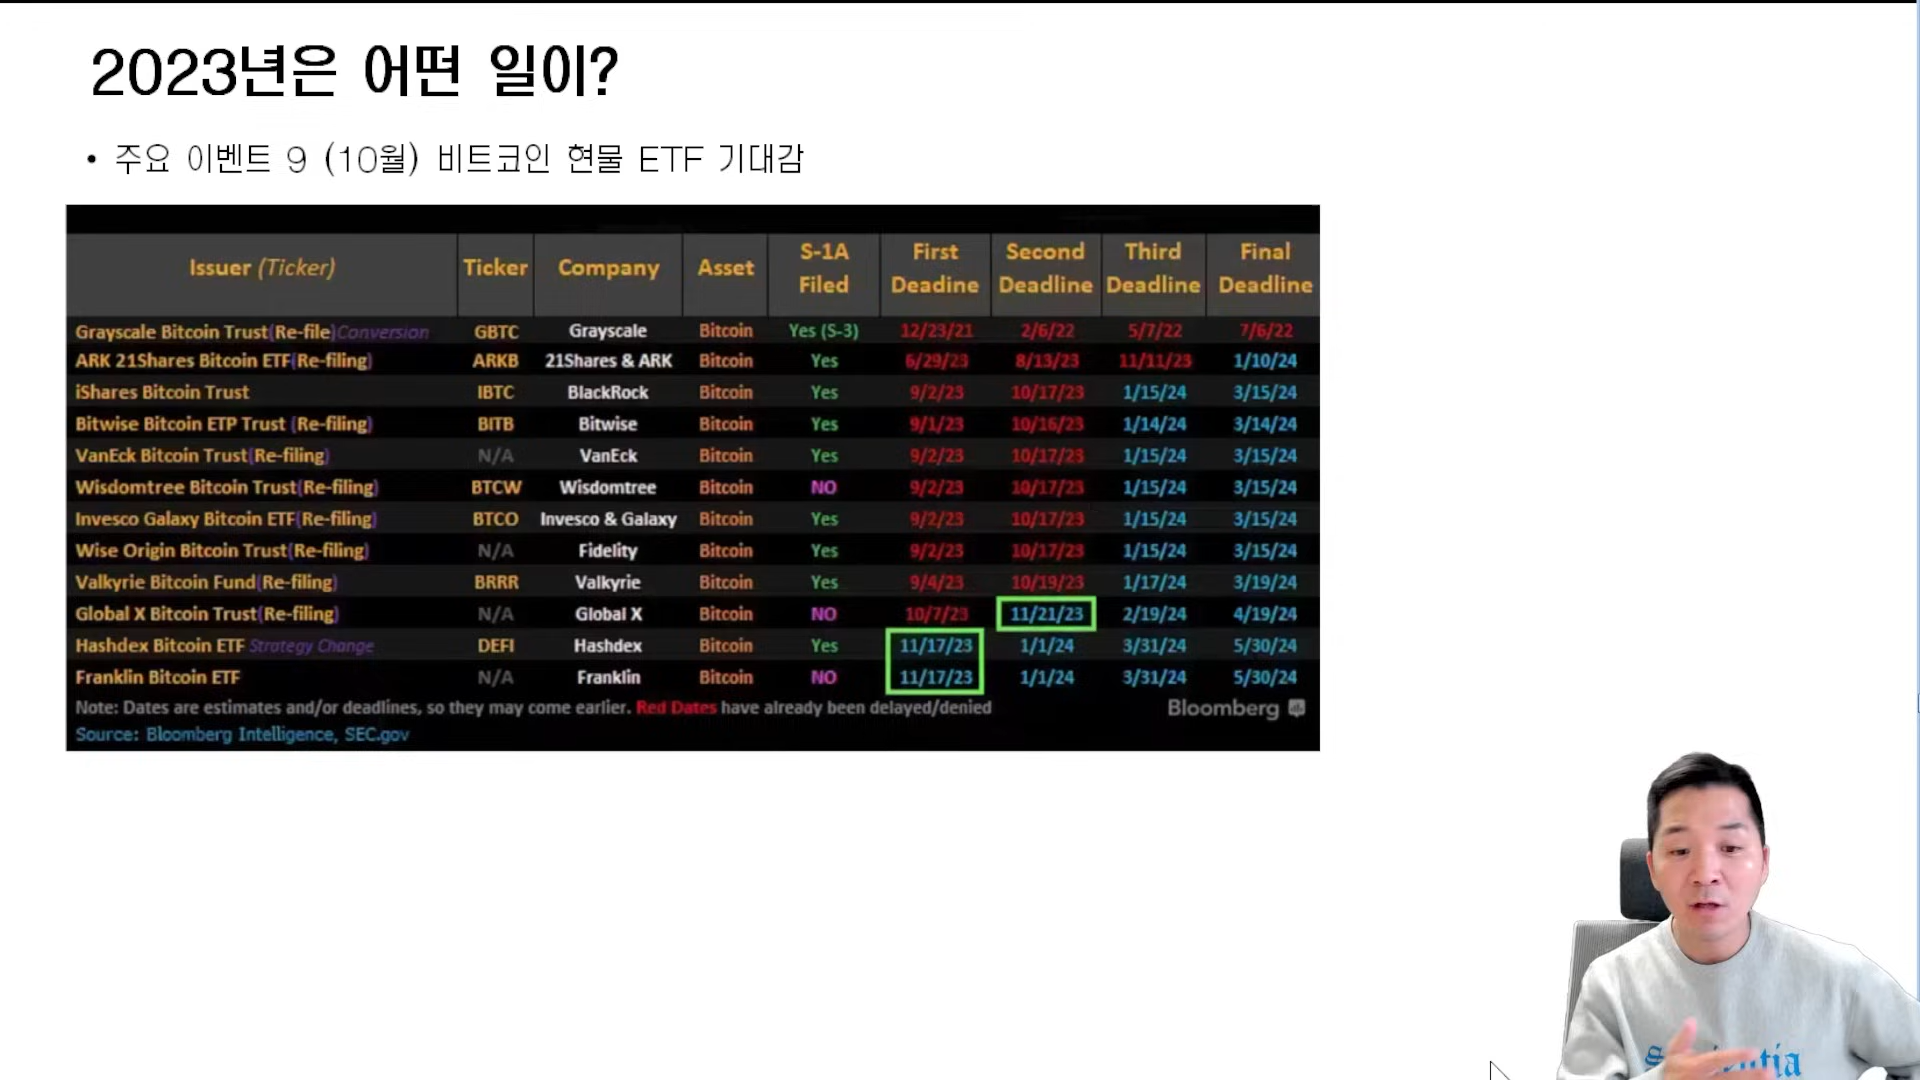 2023년은 어떤 일이?
• 주요 이벤트 9 (10월) 비트코인 현물 ETF 기대감
Issuer (Ticker) Ticker Company Asset S-1A Filed First Deadine Second Deadline Third Deadline Final Deadline
Grayscale Bitcoin Trust(Re-file)Conversion GBTC Grayscale Bitcoin Yes (S-3) 12/23/21 2/6/22 5/7/22 7/6/22
ARK 21Shares Bitcoin ETF(Re-filing) ARKB 21Shares & ARK Bitcoin Yes 6/29/23 8/13/23 11/11/23 1/10/24
iShares Bitcoin Trust IBTC BlackRock Bitcoin Yes 9/2/23 10/17/23 1/15/24 3/15/24
Bitwise Bitcoin ETP Trust (Re-filing) BITB Bitwise Bitcoin Yes 9/1/23 10/16/23 1/14/24 3/14/24
VanEck Bitcoin Trust(Re-filing) N/A VanEck Bitcoin Yes 9/2/23 10/17/23 1/15/24 3/15/24
Wisdomtree Bitcoin Trust(Re-filing) BTCW Wisdomtree Bitcoin NO 9/2/23 10/17/23 1/15/24 3/15/24
Invesco Galaxy Bitcoin ETF(Re-filing) BTCO Invesco & Galaxy Bitcoin Yes 9/2/23 10/17/23 1/15/24 3/15/24
Wise Origin Bitcoin Trust(Re-filing) N/A Fidelity Bitcoin Yes 9/2/23 10/17/23 1/15/24 3/15/24
Valkyrie Bitcoin Fund(Re-filing) BRRR Valkyrie Bitcoin Yes 9/4/23 10/19/23 1/17/24 3/19/24
Global X Bitcoin Trust(Re-filing) N/A Global X Bitcoin NO 10/7/23 11/21/23 2/19/24 4/19/24
Hashdex Bitcoin ETF Strategy Change DEFI Hashdex Bitcoin Yes 11/17/23 1/1/24 3/31/24 5/30/24
Franklin Bitcoin ETF N/A Franklin Bitcoin NO 11/17/23 1/1/24 3/31/24 5/30/24
Note: Dates are estimates and/or deadlines, so they may come earlier. Red Dates have already been delayed/denied Bloomberg
Source: Bloomberg Intelligence, SEC.gov